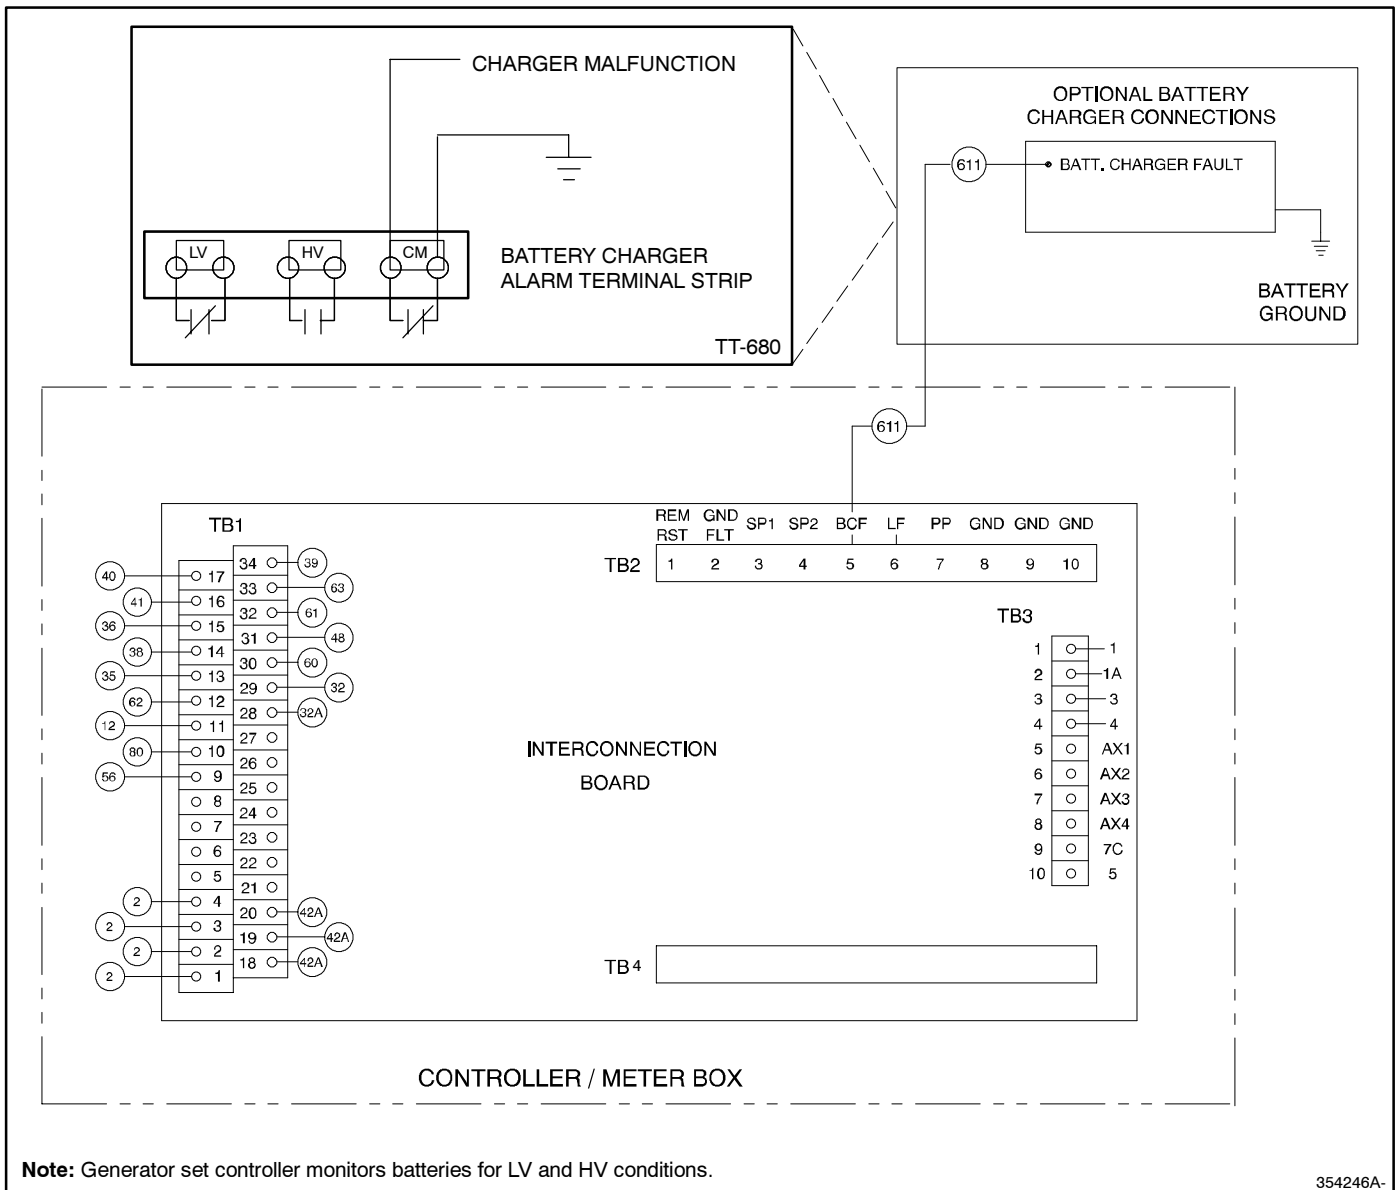 CHARGER MALFUNCTION
LV
HV
CM
BATTERY CHARGER
ALARM TERMINAL STRIP
TT-680
OPTIONAL BATTERY
CHARGER CONNECTIONS
611
BATT. CHARGER FAULT
BATTERY
GROUND
611
TB1
34 39
40 17
33 63
41 16
32 61
36 15
31 48
38 14
30 60
35 13
29 32
62 12
28 32A
12 11
27
80 10
26
56 9
25
8
24
7
23
6
22
5
21
2 4
20 42A
2 3
19 42A
2 2
18 42A
2 1
REM RST GND FLT SP1 SP2 BCF LF PP GND GND GND
TB2 1 2 3 4 5 6 7 8 9 10
TB3
1 1
2 1A
3 3
4 4
5 AX1
6 AX2
7 AX3
8 AX4
9 7C
10 5
INTERCONNECTION
BOARD
TB4
CONTROLLER / METER BOX
Note: Generator set controller monitors batteries for LV and HV conditions.
354246A-